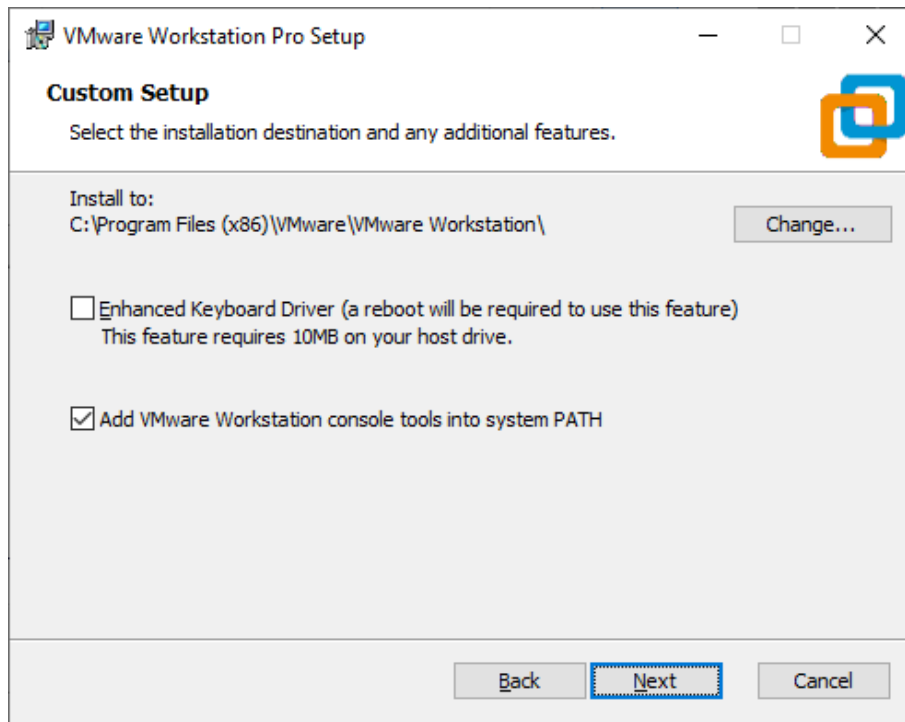 VMware Workstation Pro Setup
Custom Setup
Select the installation destination and any additional features.
Install to:
C:\Program Files (x86)\VMware\VMware Workstation\
Change...
Enhanced Keyboard Driver (a reboot will be required to use this feature)
This feature requires 10MB on your host drive.
Add VMware Workstation console tools into system PATH
Back
Next
Cancel